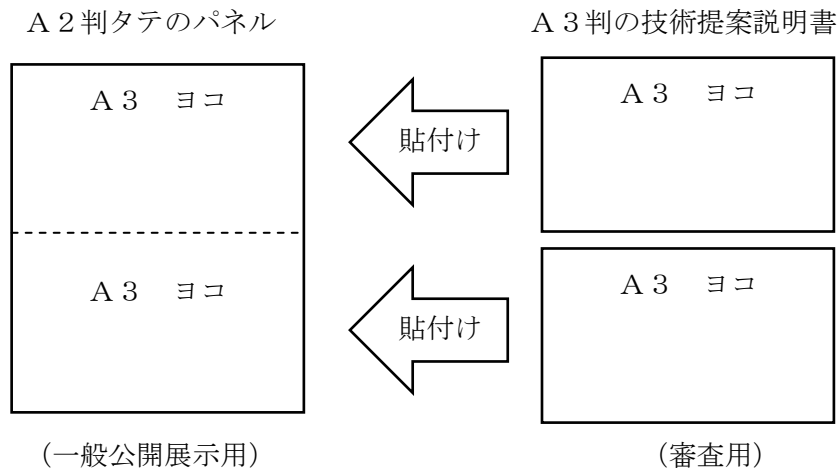 A2判タテのパネル
A3判の技術提案説明書
A3 ヨコ
貼付け
A3 ヨコ
A3 ヨコ
貼付け
A3 ヨコ
(一般公開展示用)
(審査用)